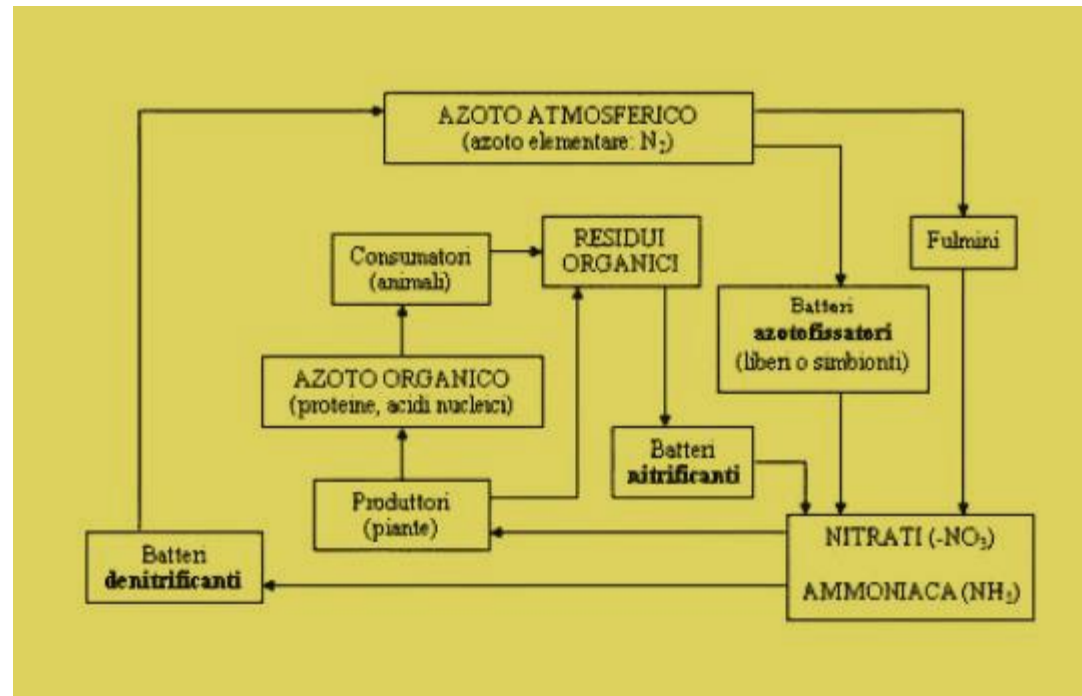 AZOTO ATMOSFERICO
(azoto elementare: N₂)
Fulmini
RESIDUI
ORGANICI
Consumatori
(animali)
Batteri
azotofissatori
(liberi o simbionti)
AZOTO ORGANICO
(proteine, acidi nucleici)
Batteri
nitrificanti
Produttori
(piante)
NITRATI (-NO₃)
AMMONIACA (NH₃)
Batteri
denitrificanti